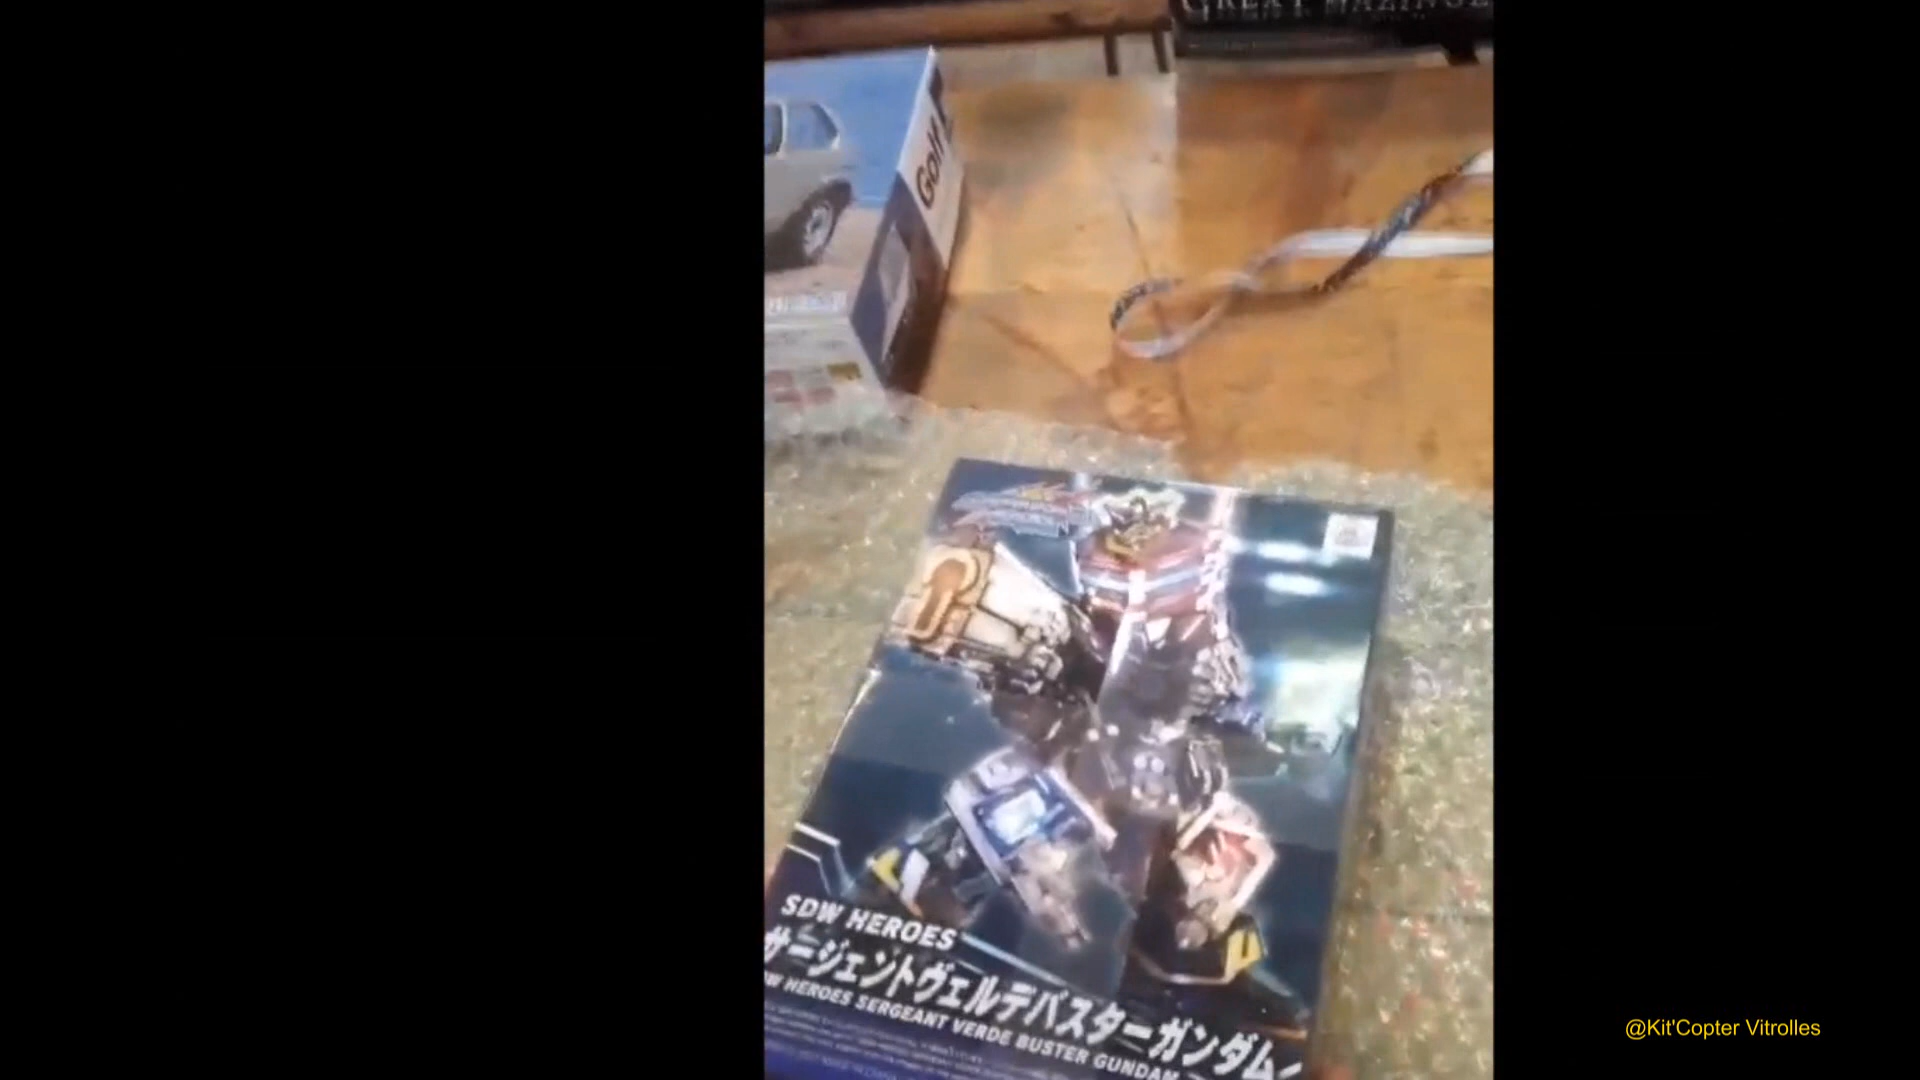 GREAT MAZINGE
Golf
SDW HEROES
サージェントヴェルデバスターガンダム
W HEROES SERGEANT VERDE BUSTER GUNDAM
@Kit'Copter Vitrolles